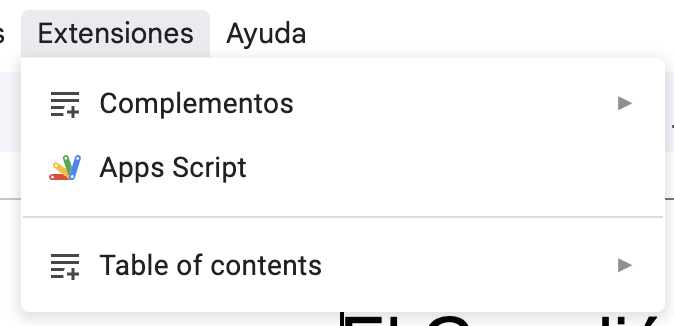 Extensiones Ayuda
Complementos
Apps Script
Table of contents